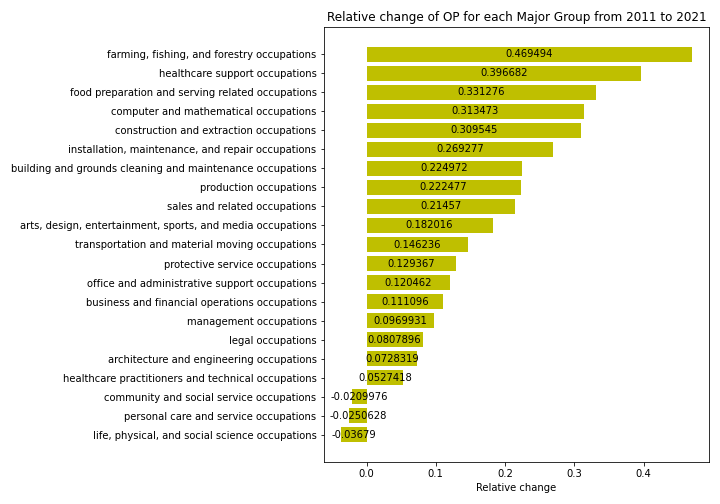 Relative change of OP for each Major Group from 2011 to 2021
farming, fishing, and forestry occupations 0.469494
healthcare support occupations 0.396682
food preparation and serving related occupations 0.331276
computer and mathematical occupations 0.313473
construction and extraction occupations 0.309545
installation, maintenance, and repair occupations 0.269277
building and grounds cleaning and maintenance occupations 0.224972
production occupations 0.222477
sales and related occupations 0.21457
arts, design, entertainment, sports, and media occupations 0.182016
transportation and material moving occupations 0.146236
protective service occupations 0.129367
office and administrative support occupations 0.120462
business and financial operations occupations 0.111096
management occupations 0.0969931
legal occupations 0.0807896
architecture and engineering occupations 0.0728319
healthcare practitioners and technical occupations 0.0527418
community and social service occupations -0.0209976
personal care and service occupations -0.0250628
life, physical, and social science occupations -0.03679
0.0 0.1 0.2 0.3 0.4
Relative change